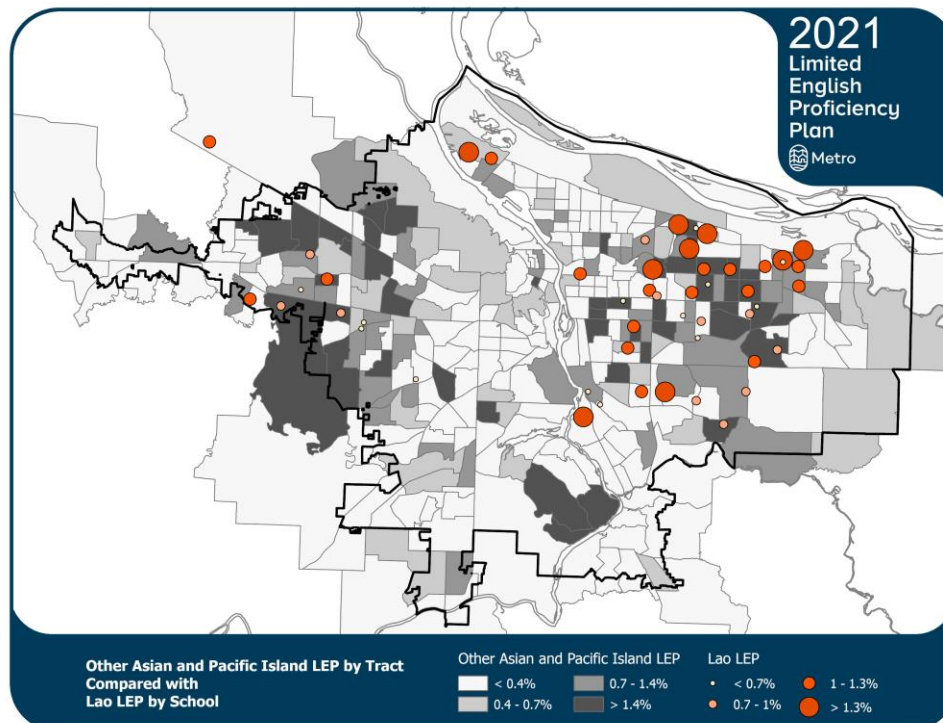 2021
Limited
English
Proficiency
Plan
Metro
Other Asian and Pacific Island LEP by Tract
Compared with
Lao LEP by School
Other Asian and Pacific Island LEP
< 0.4%
0.4 - 0.7%
0.7 - 1.4%
> 1.4%
Lao LEP
< 0.7%
0.7 - 1%
1 - 1.3%
> 1.3%